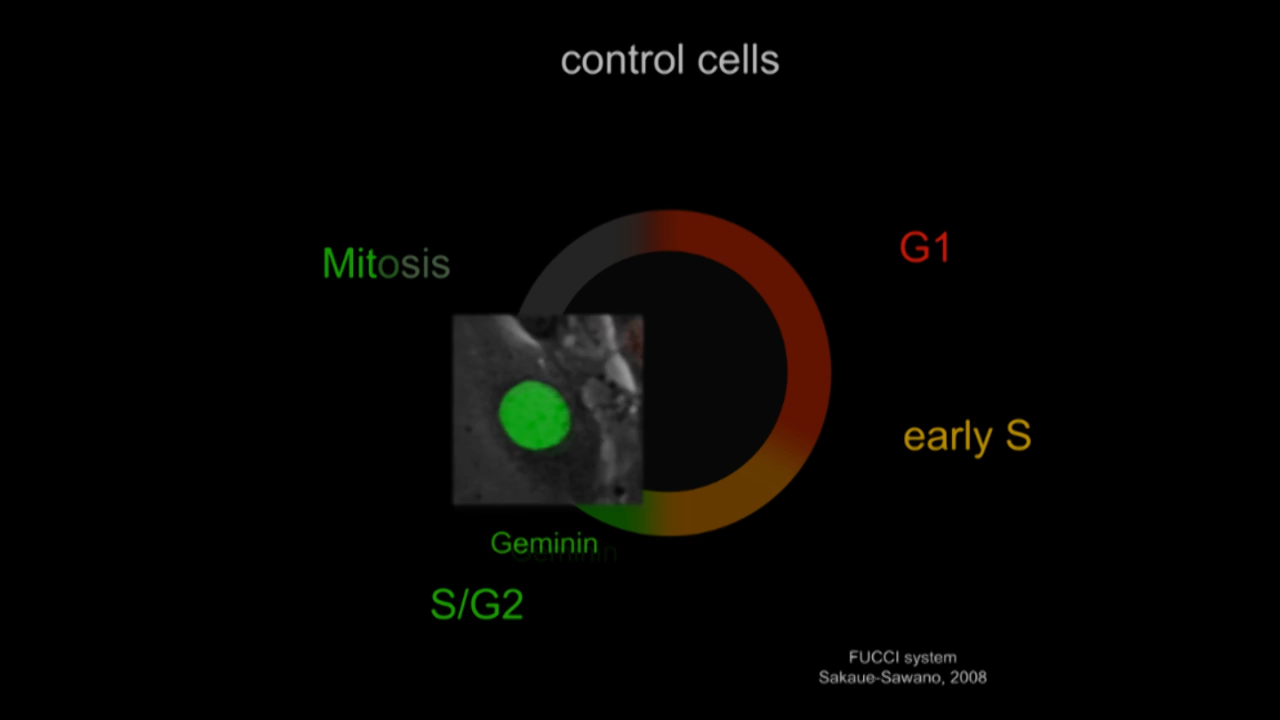 control cells
Mitosis
G1
early S
Geminin
S/G2
FUCCI system
Sakaue-Sawano, 2008